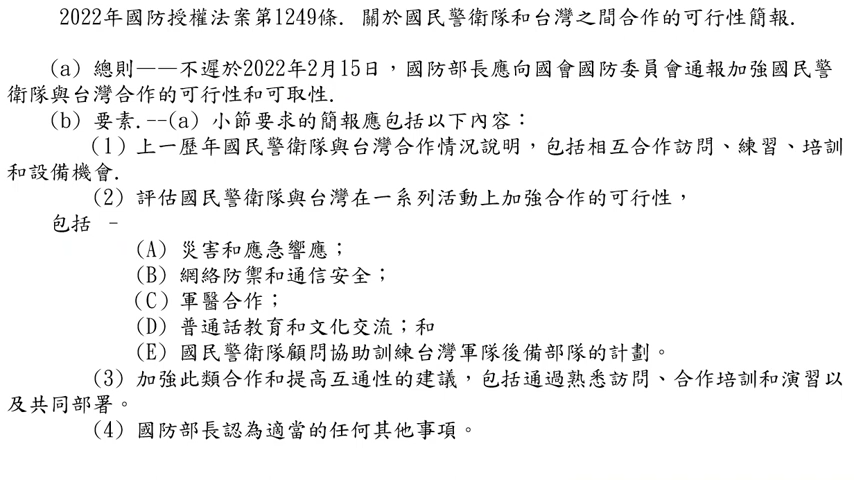 2022年國防授權法案第1249條. 關於國民警衛隊和台灣之間合作的可行性簡報.
(a) 總則——不遲於2022年2月15日，國防部長應向國會國防委員會通報加強國民警
衛隊與台灣合作的可行性和可取性.
(b) 要素.--(a) 小節要求的簡報應包括以下內容：
(1) 上一歷年國民警衛隊與台灣合作情況說明，包括相互合作訪問、練習、培訓
和設備機會.
(2) 評估國民警衛隊與台灣在一系列活動上加強合作的可行性，
包括 -
(A) 災害和應急響應；
(B) 網絡防禦和通信安全；
(C) 軍醫合作；
(D) 普通話教育和文化交流；和
(E) 國民警衛隊顧問協助訓練台灣軍隊後備部隊的計劃。
(3) 加強此類合作和提高互通性的建議，包括通過熟悉訪問、合作培訓和演習以
及共同部署。
(4) 國防部長認為適當的任何其他事項。